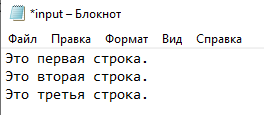 *input – Блокнот
Файл Правка Формат Вид Справка
Это первая строка.
Это вторая строка.
Это третья строка.